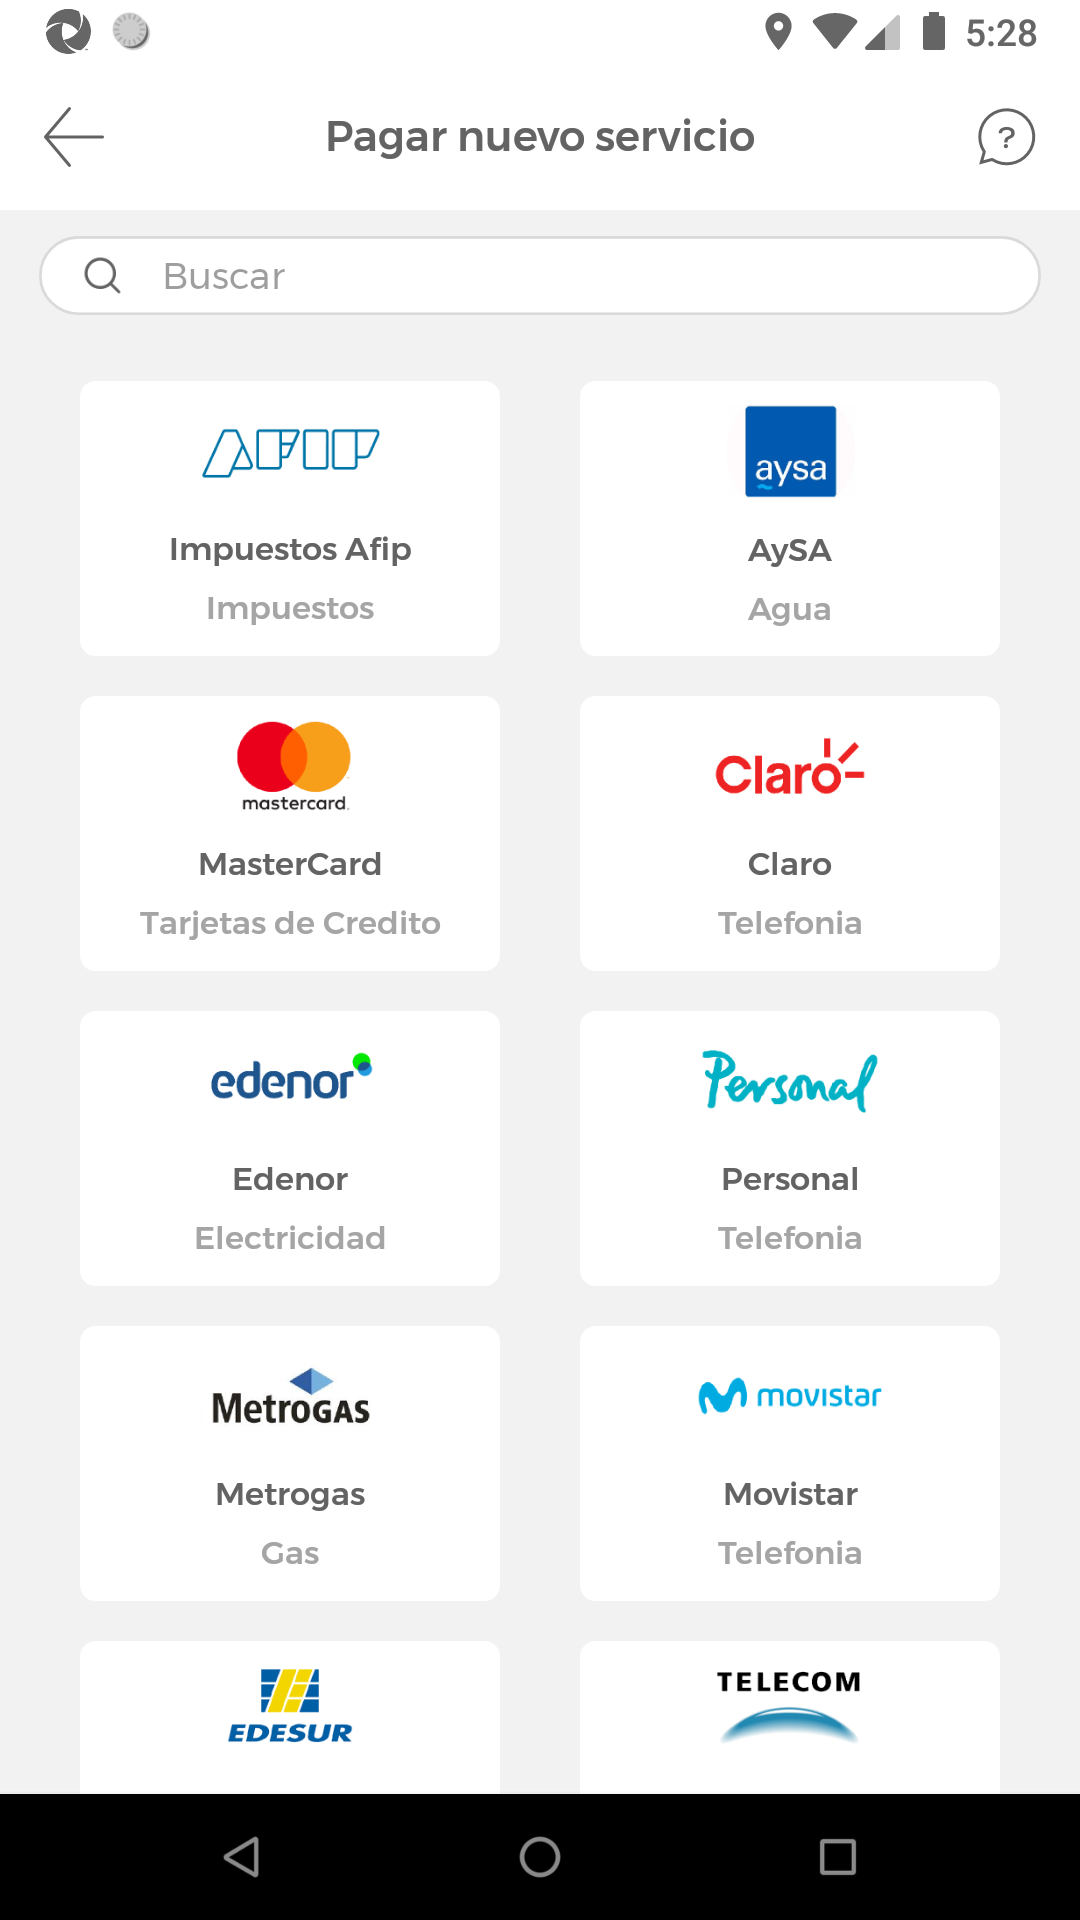 5:28
Pagar nuevo servicio
?
Buscar
AFIP
Impuestos Afip
Impuestos
aysa
AySA
Agua
mastercard.
MasterCard
Tarjetas de Credito
Claro
Claro
Telefonia
edenor
Edenor
Electricidad
Personal
Personal
Telefonia
MetroGAS
Metrogas
Gas
movistar
Movistar
Telefonia
EDESUR
TELECOM